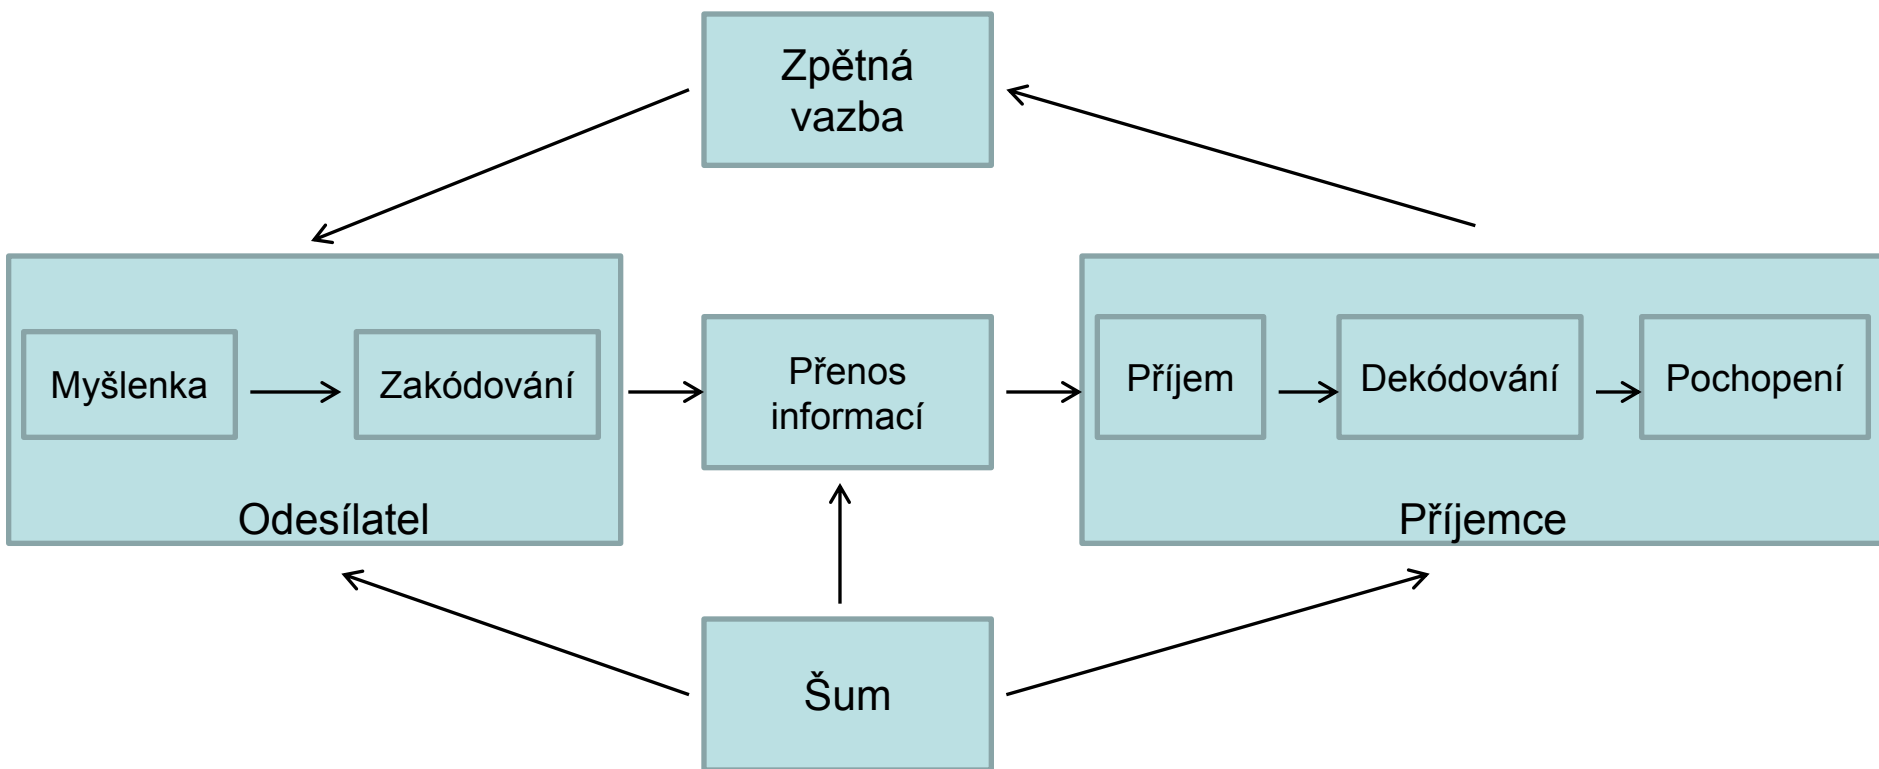 Zpětná
vazba
Myšlenka
Zakódování
Odesílatel
Přenos
informací
Příjem
Dekódování
Pochopení
Příjemce
Šum